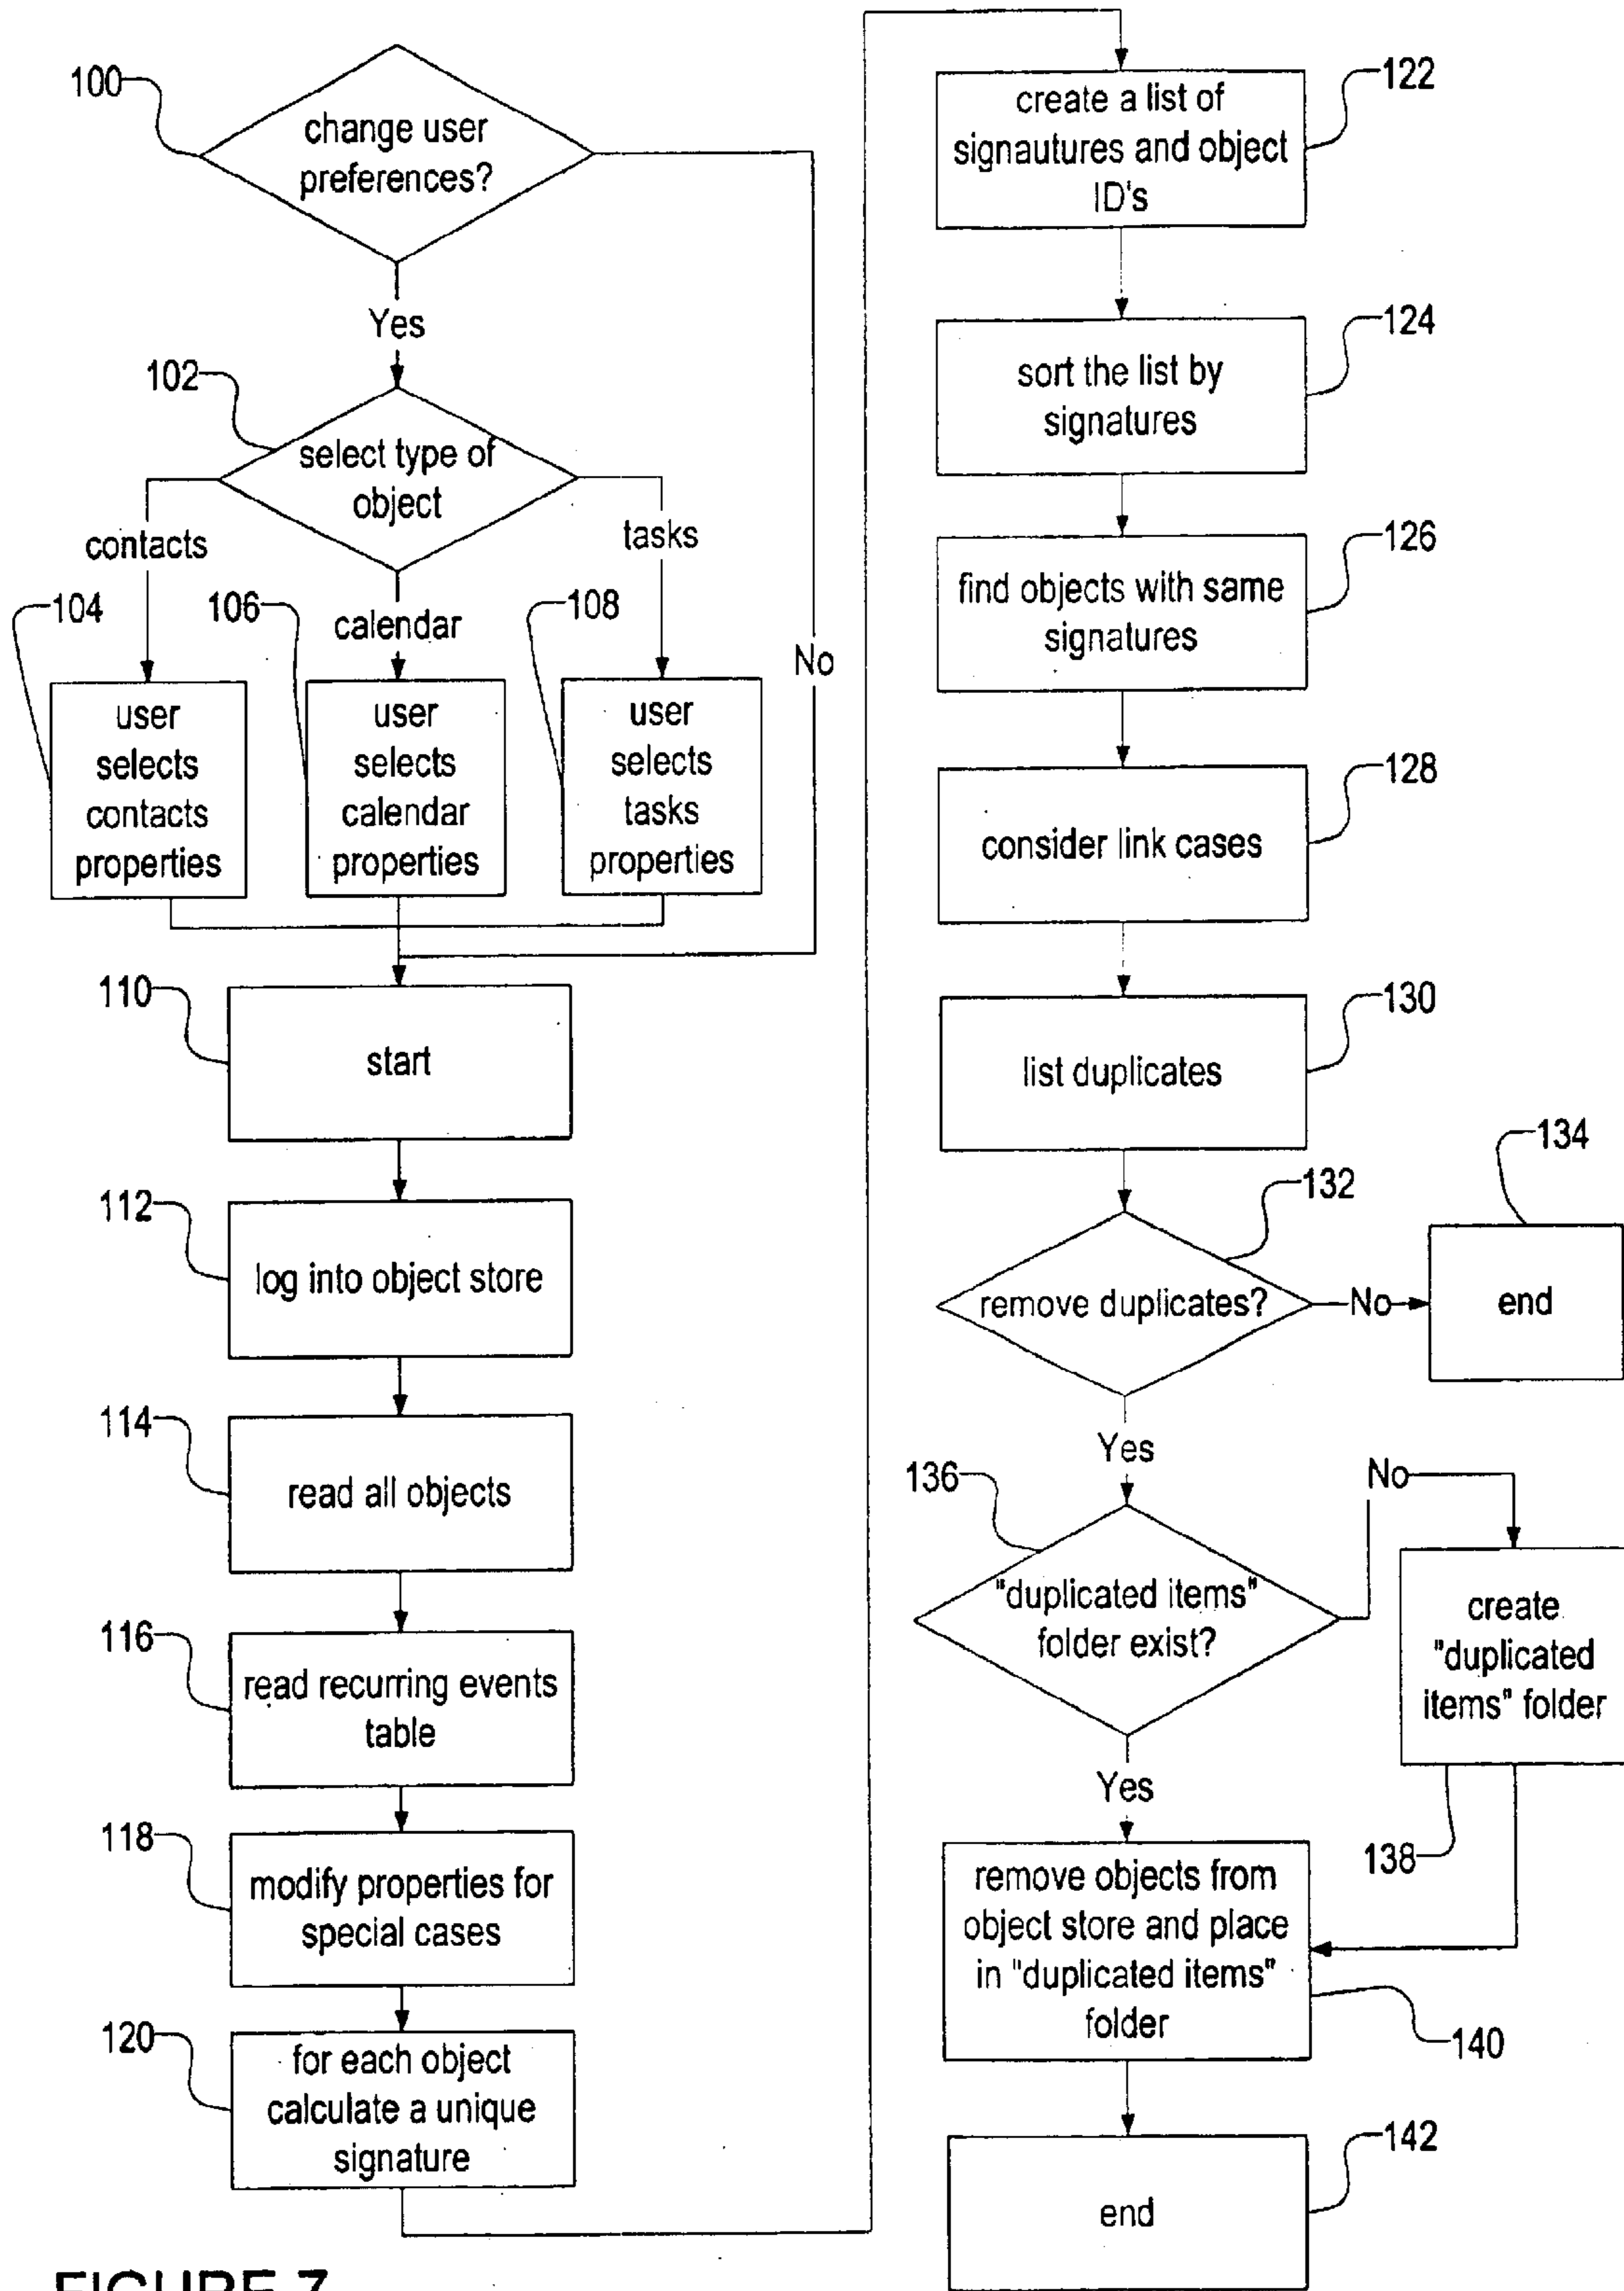 100
change user
preferences?
Yes
No
102
select type of
object
contacts
calendar
tasks
104
user
selects
contacts
properties
106
user
selects
calendar
properties
108
user
selects
tasks
properties
110
start
112
log into object store
114
read all objects
116
read recurring events
table
118
modify properties for
special cases
120
for each object
calculate a unique
signature
122
create a list of
signautures and object
ID's
124
sort the list by
signatures
126
find objects with same
signatures
128
consider link cases
130
list duplicates
132
remove duplicates?
No
134
end
Yes
136
"duplicated items"
folder exist?
No
create
"duplicated
items" folder
138
Yes
remove objects from
object store and place
in "duplicated items"
folder
140
142
end
FIGURE 7